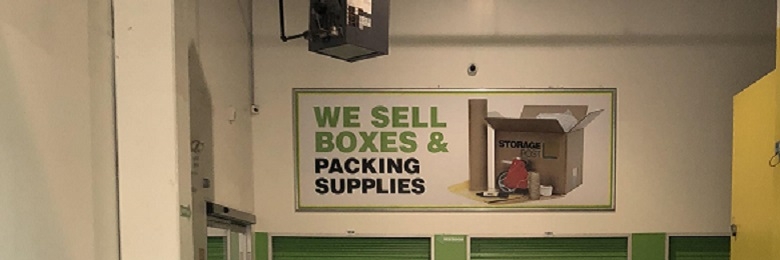 WE SELL
BOXES &
PACKING
SUPPLIES
STORAGE
POST